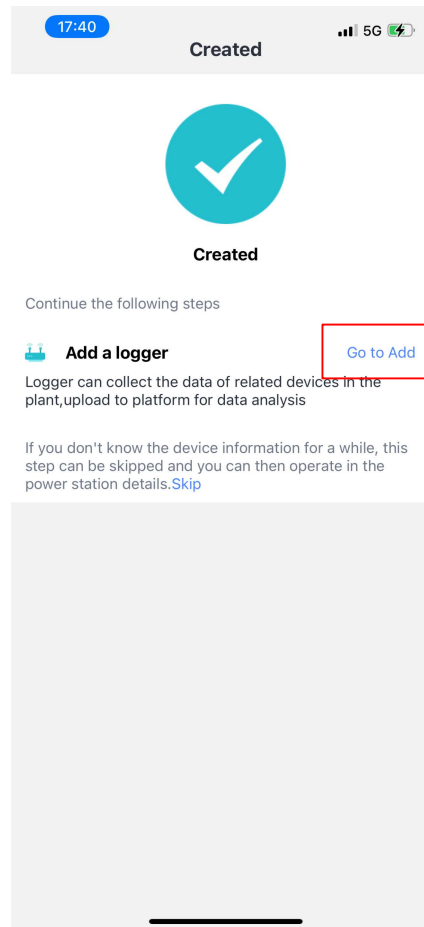 17:40
5G
Created
Created
Continue the following steps
Add a logger
Go to Add
Logger can collect the data of related devices in the
plant,upload to platform for data analysis
If you don't know the device information for a while, this
step can be skipped and you can then operate in the
power station details.Skip